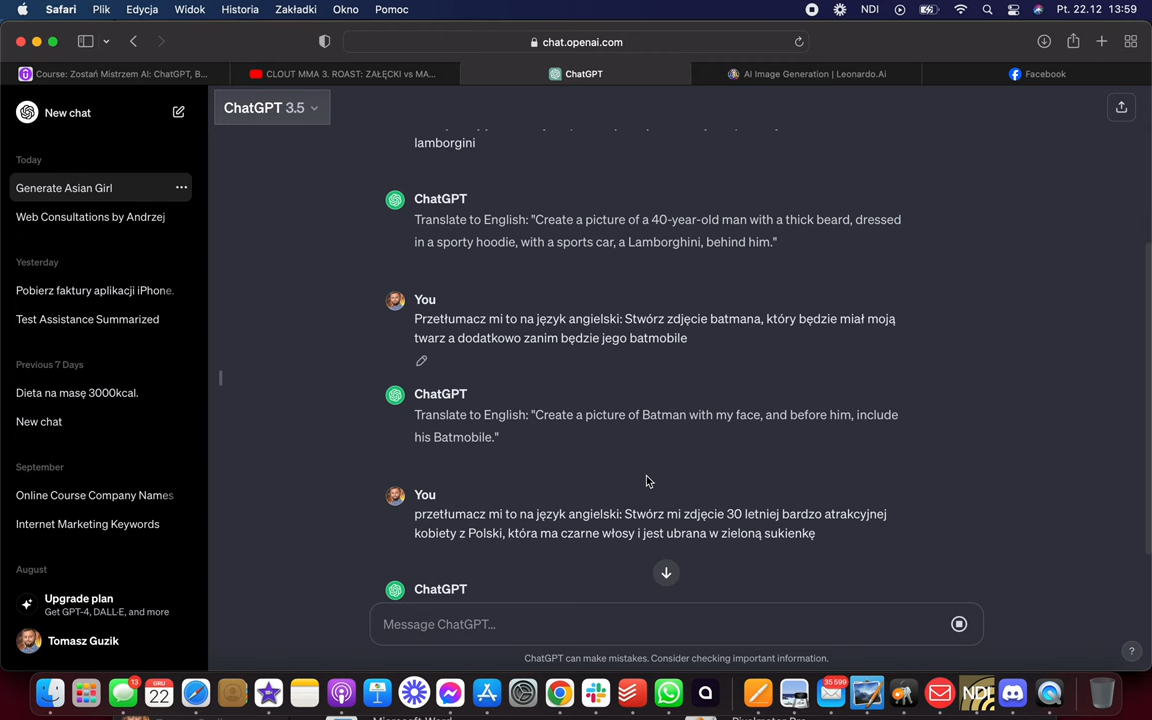 Safari Plik Edycja Widok Historia Zakładki Okno Pomoc NDI Pt. 22.12 13:59
chat.openai.com
Course: Zostań Mistrzem AI: ChatGPT, B... CLOUT MMA 3. ROAST: ZAŁĘCKI vs MA... ChatGPT AI Image Generation | Leonardo.Ai Facebook
New chat
ChatGPT 3.5
lamborgini
Today
Generate Asian Girl
Web Consultations by Andrzej
Yesterday
Pobierz faktury aplikacji iPhone.
Test Assistance Summarized
Previous 7 Days
Dieta na masę 3000kcal.
New chat
September
Online Course Company Names
Internet Marketing Keywords
August
Upgrade plan
Get GPT-4, DALL·E, and more
Tomasz Guzik
ChatGPT
Translate to English: "Create a picture of a 40-year-old man with a thick beard, dressed
in a sporty hoodie, with a sports car, a Lamborghini, behind him."
You
Przetłumacz mi to na język angielski: Stwórz zdjęcie batmana, który będzie miał moją
twarz a dodatkowo zanim będzie jego batmobile
ChatGPT
Translate to English: "Create a picture of Batman with my face, and before him, include
his Batmobile."
You
przetłumacz mi to na język angielski: Stwórz mi zdjęcie 30 letniej bardzo atrakcyjnej
kobiety z Polski, która ma czarne włosy i jest ubrana w zieloną sukienkę
ChatGPT
Message ChatGPT...
ChatGPT can make mistakes. Consider checking important information.
?
13
GRU
22
35 599
NDI